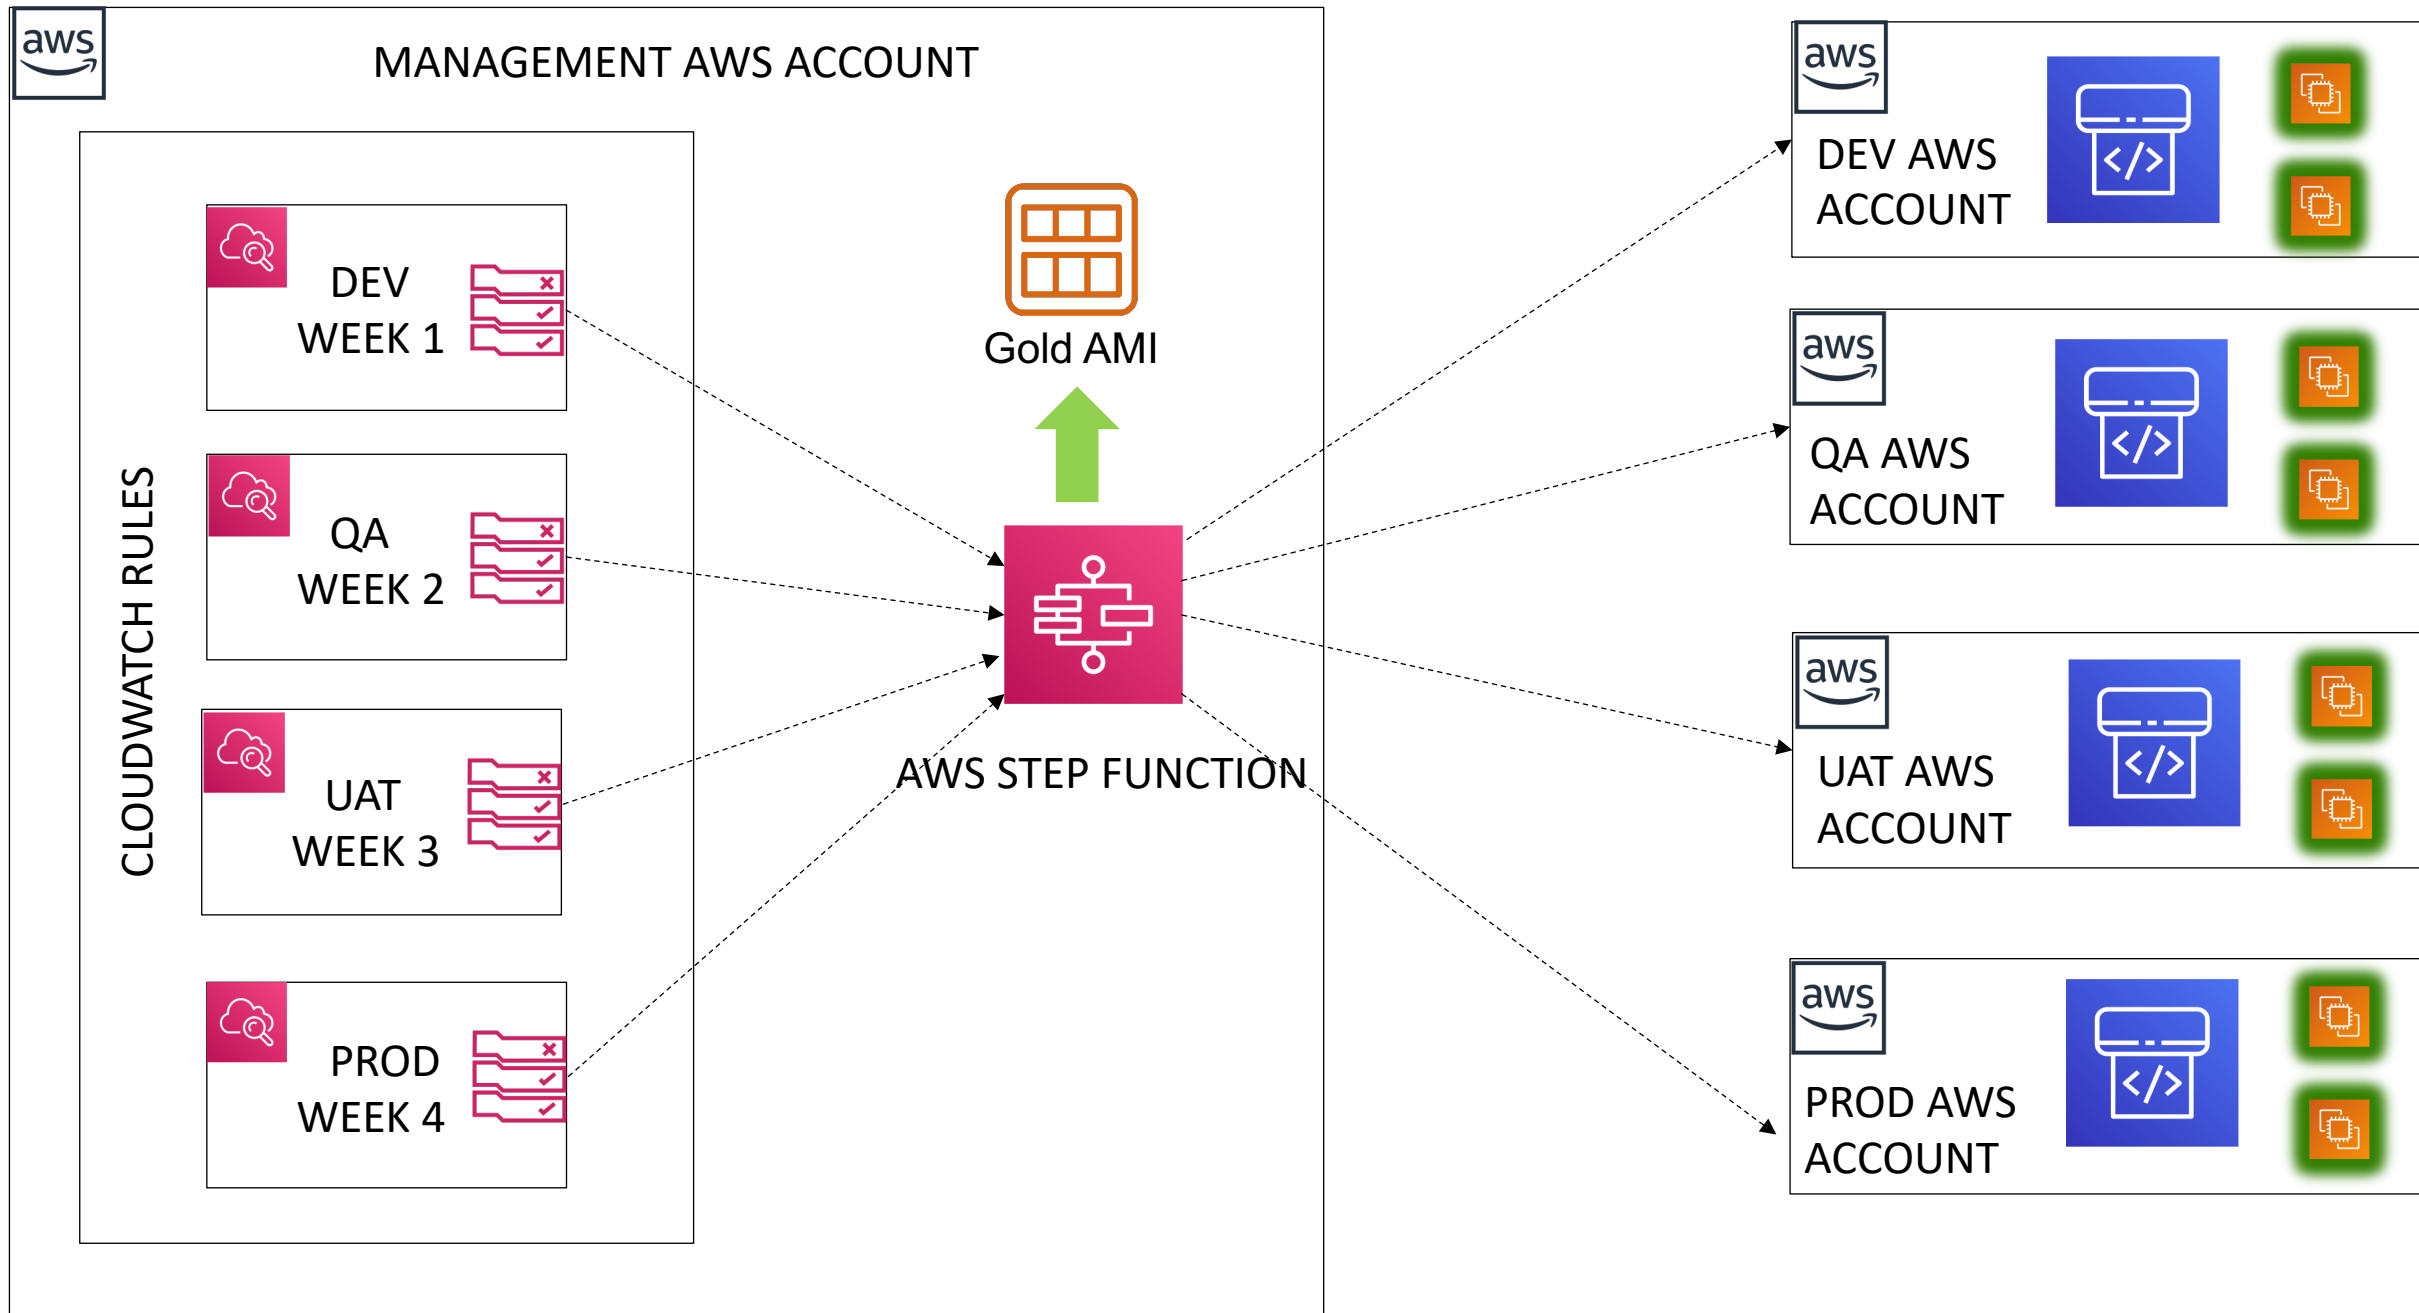 aws
MANAGEMENT AWS ACCOUNT
CLOUDWATCH RULES
DEV
WEEK 1
QA
WEEK 2
UAT
WEEK 3
PROD
WEEK 4
Gold AMI
AWS STEP FUNCTION
aws
DEV AWS
ACCOUNT
</>
aws
QA AWS
ACCOUNT
</>
aws
UAT AWS
ACCOUNT
</>
aws
PROD AWS
ACCOUNT
</>